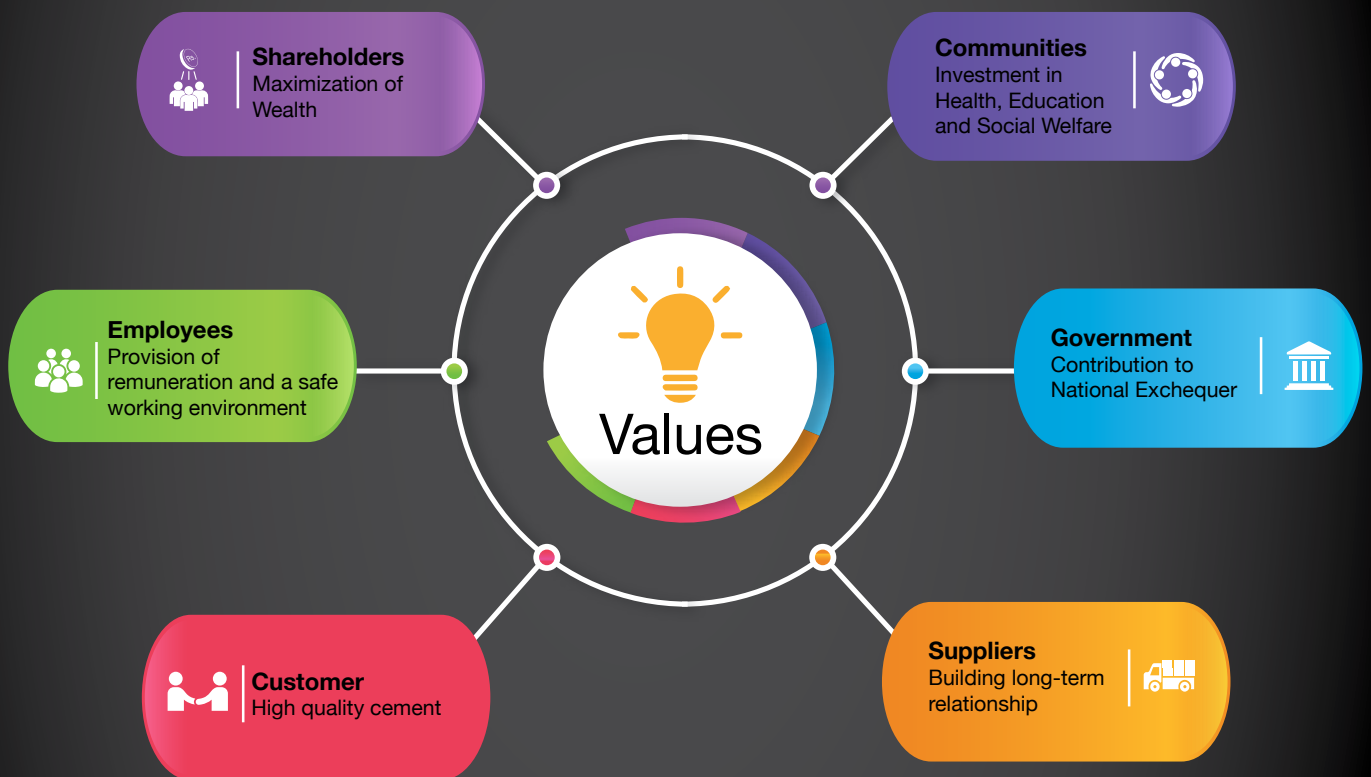 Shareholders
Maximization of
Wealth
Communities
Investment in
Health, Education
and Social Welfare
Employees
Provision of
remuneration and a safe
working environment
Values
Government
Contribution to
National Exchequer
Customer
High quality cement
Suppliers
Building long-term
relationship